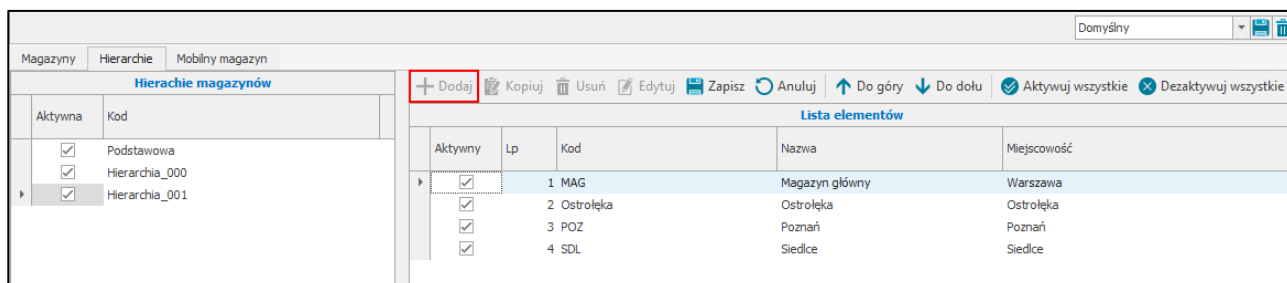 Domyślny
Magazyny Hierarchie Mobilny magazyn
Hierachie magazynów
Aktywna Kod
Podstawowa
Hierarchia_000
Hierarchia_001
Dodaj Kopiuj Usuń Edytuj Zapisz Anuluj Do góry Do dołu Aktywuj wszystkie Dezaktywuj wszystkie
Lista elementów
Aktywny Lp Kod Nazwa Miejscowość
1 MAG Magazyn główny Warszawa
2 Ostrołęka Ostrołęka Ostrołęka
3 POZ Poznań Poznań
4 SDL Siedlce Siedlce